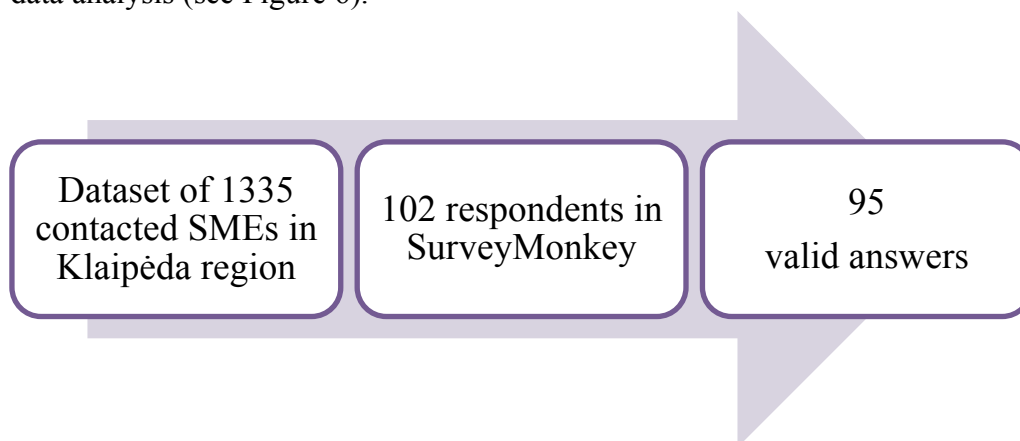 data analysis (see Figure 6).
Dataset of 1335
contacted SMEs in
Klaipėda region
102 respondents in
SurveyMonkey
95
valid answers